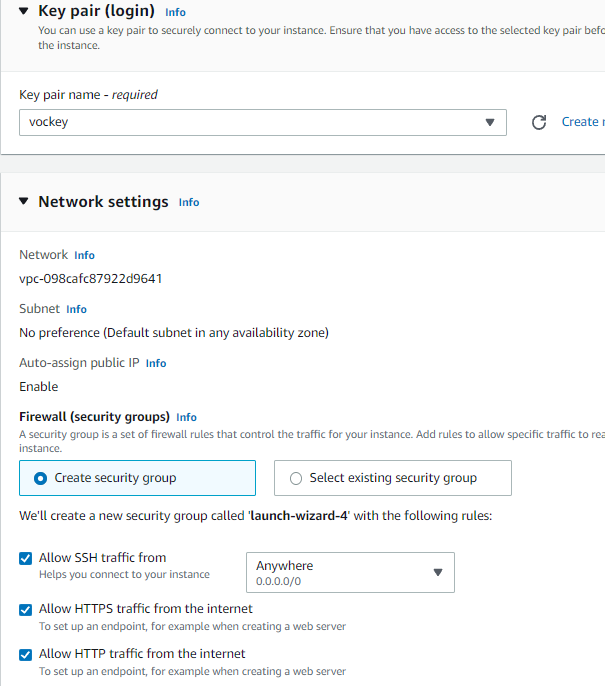 Key pair (login) Info
You can use a key pair to securely connect to your instance. Ensure that you have access to the selected key pair
the instance.
Key pair name - required
vockey
Create
Network settings Info
Network Info
vpc-098cafc87922d9641
Subnet Info
No preference (Default subnet in any availability zone)
Auto-assign public IP Info
Enable
Firewall (security groups) Info
A security group is a set of firewall rules that control the traffic for your instance. Add rules to allow specific traffic to
instance.
Create security group
Select existing security group
We'll create a new security group called 'launch-wizard-4' with the following rules:
Allow SSH traffic from
Helps you connect to your instance
Anywhere
0.0.0.0/0
Allow HTTPS traffic from the internet
To set up an endpoint, for example when creating a web server
Allow HTTP traffic from the internet
To set up an endpoint, for example when creating a web server